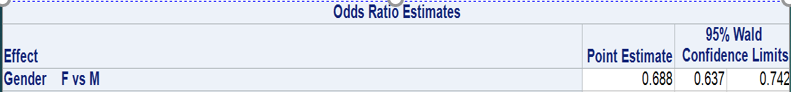 Odds Ratio Estimates
95% Wald
Effect Point Estimate Confidence Limits
Gender F vs M 0.688 0.637 0.742